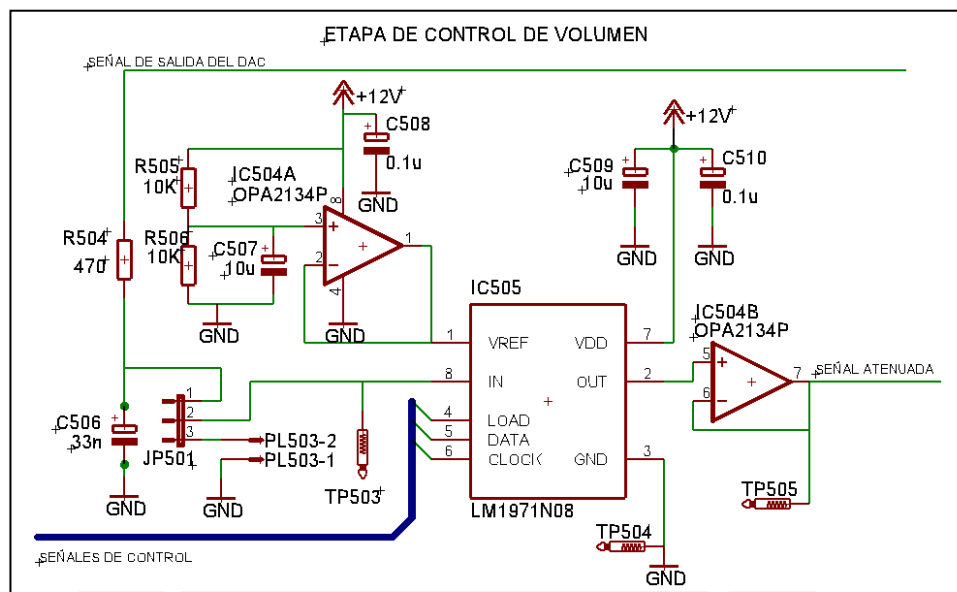 ETAPA DE CONTROL DE VOLUMEN
SEÑAL DE SALIDA DEL DAC
+12V
C508
0.1u
GND
R505
10K
IC504A
OPA2134P
8
3
1
2
4
R506
10K
C507
10u
GND
GND
R504
470
+12V
C509
10u
C510
0.1u
GND
GND
IC505
1 VREF VDD 7
8 IN OUT 2
4 LOAD
5 DATA
6 CLOCK GND 3
LM1971N08
IC504B
OPA2134P
5
6
7
SEÑAL ATENUADA
C506
33n
GND
1
2
3
JP501
PL503-2
PL503-1
GND
TP503
TP504
GND
TP505
SEÑALES DE CONTROL